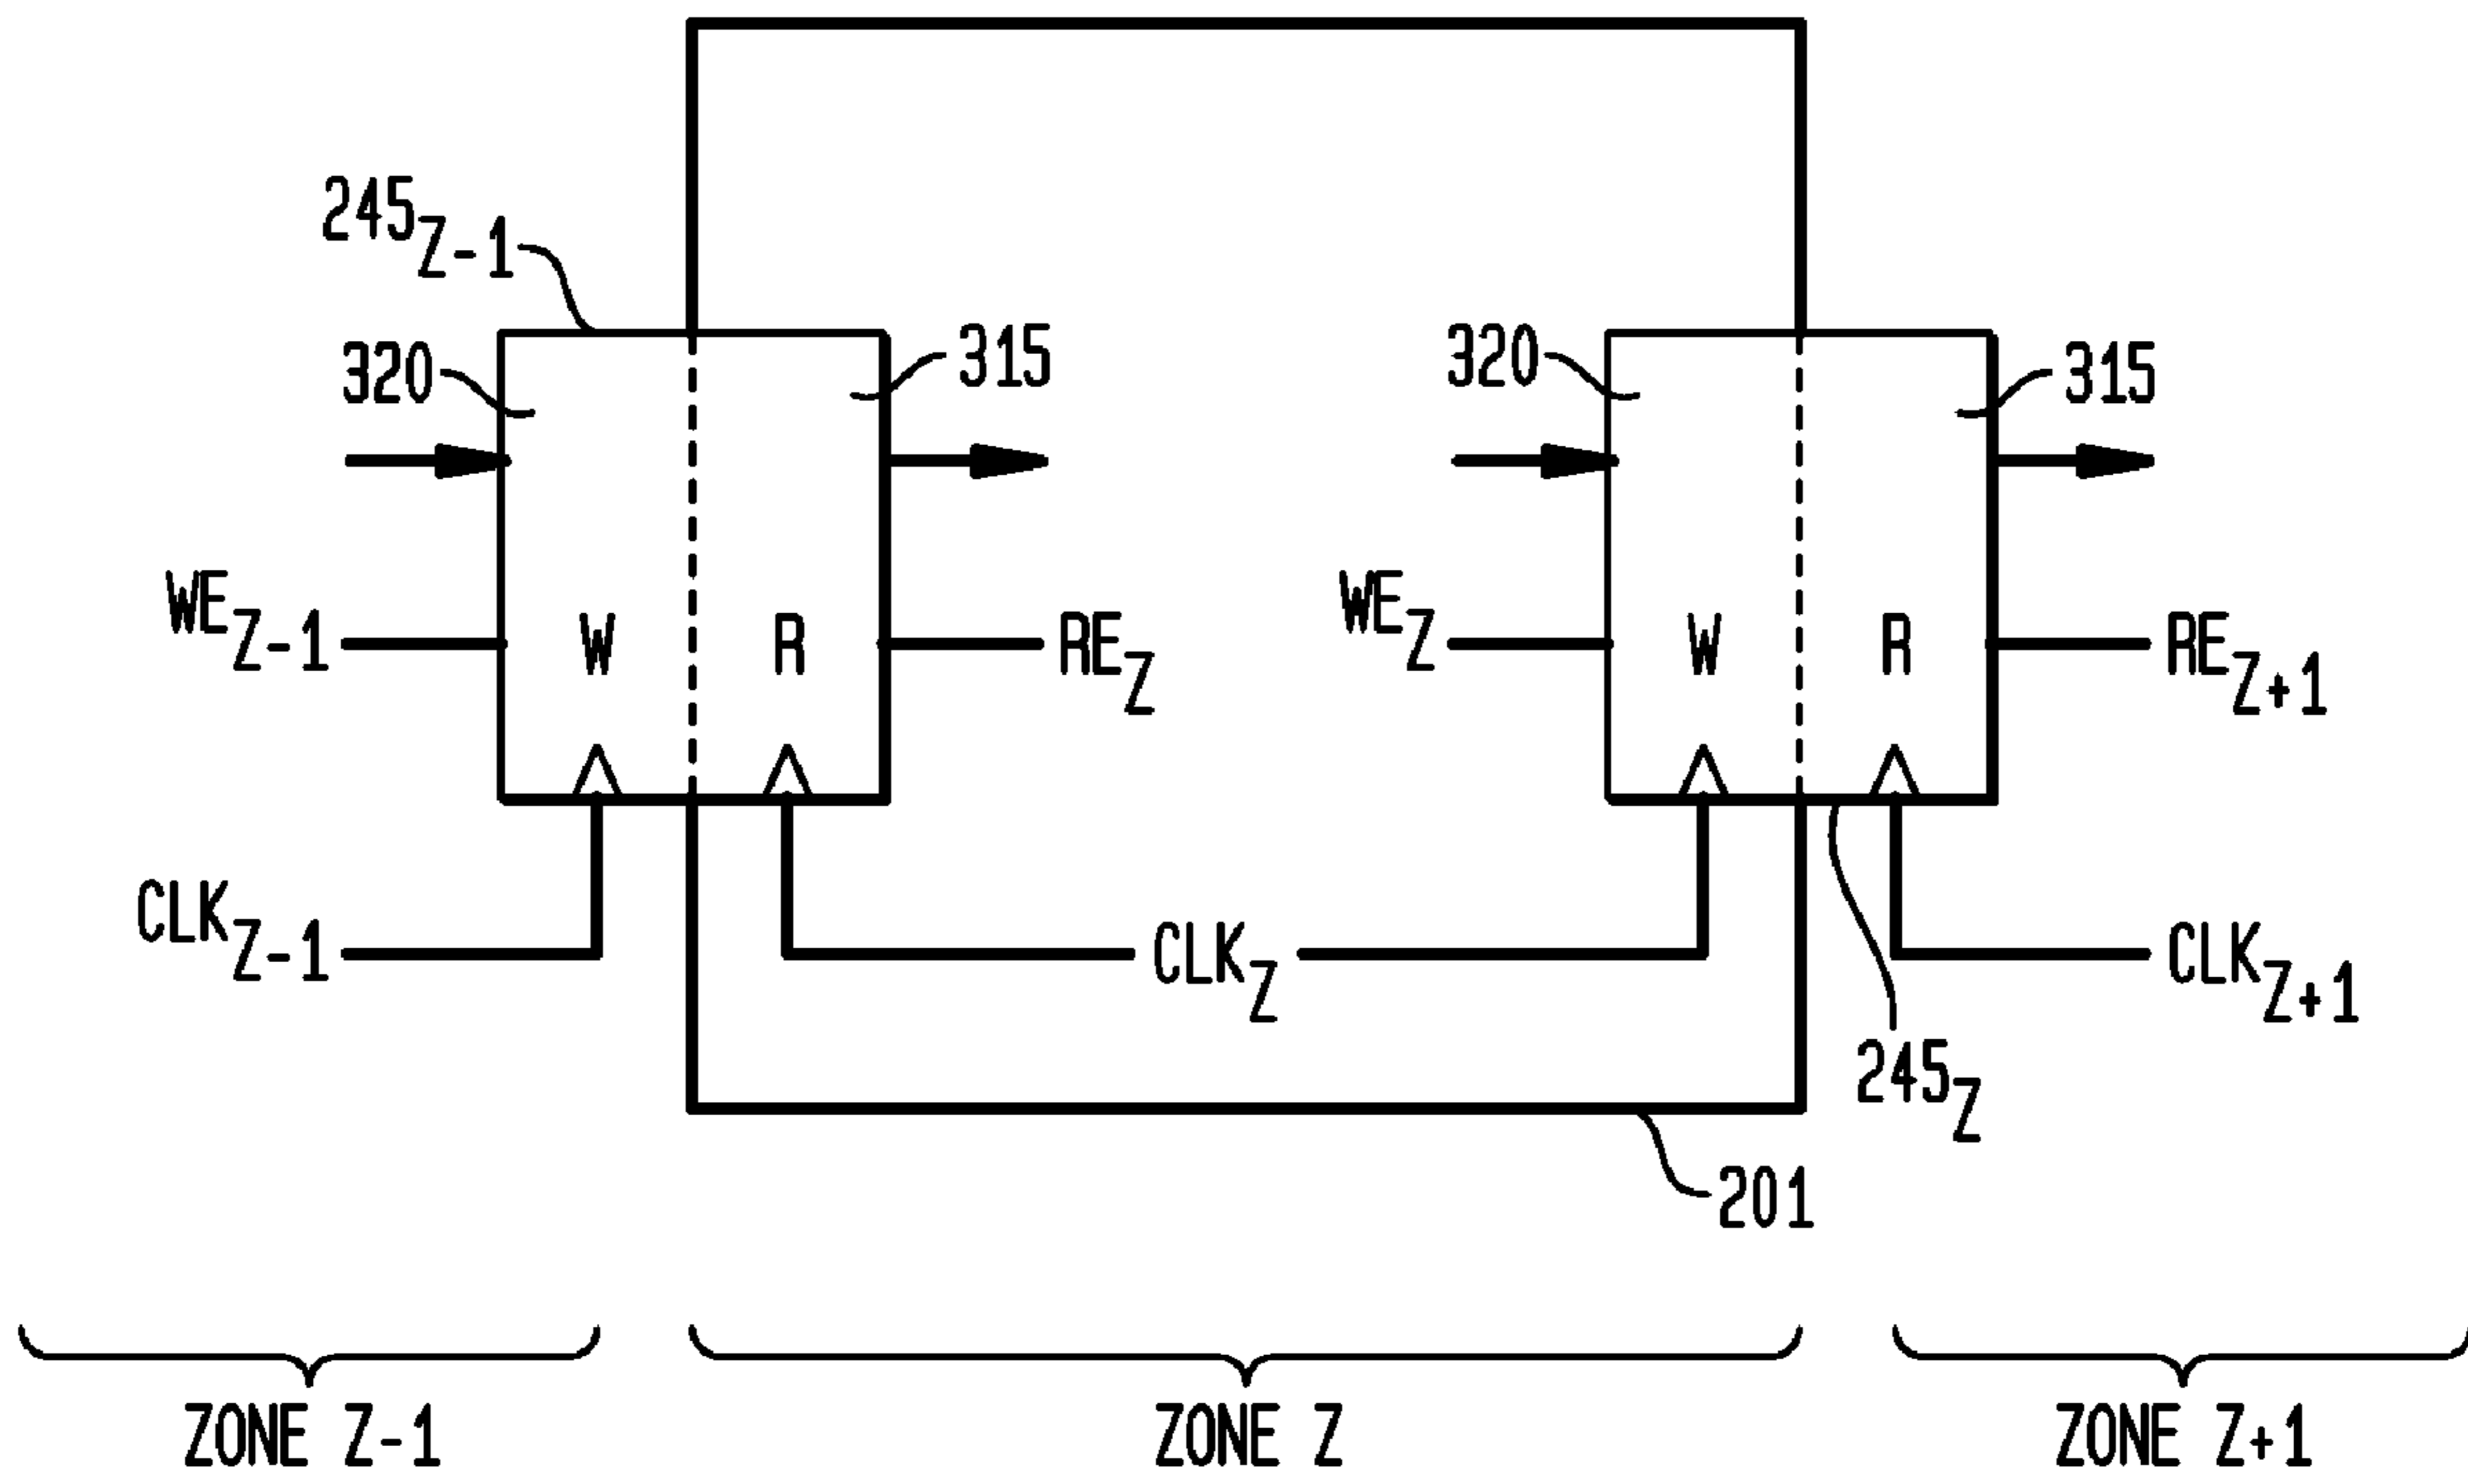 245Z-1
320
315
320
315
WEZ-1
W
R
REZ
WEZ
W
R
REZ+1
CLKZ-1
CLKZ
CLKZ+1
245Z
201
ZONE Z-1
ZONE Z
ZONE Z+1